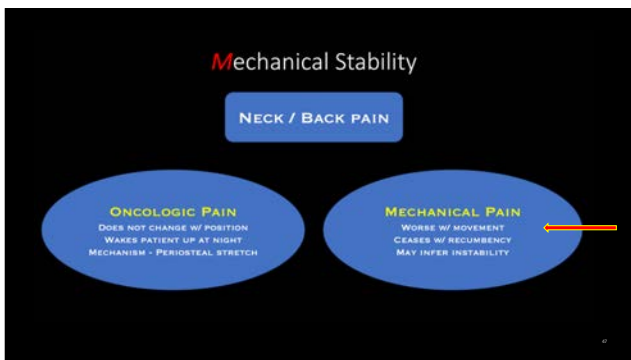 Mechanical Stability
NECK / BACK PAIN
ONCOLOGIC PAIN
DOES NOT CHANGE W/ POSITION
WAKES PATIENT UP AT NIGHT
MECHANISM - PERIOSTEAL STRETCH
MECHANICAL PAIN
WORSE W/ MOVEMENT
CEASES W/ RECUMBENCY
MAY INFER INSTABILITY